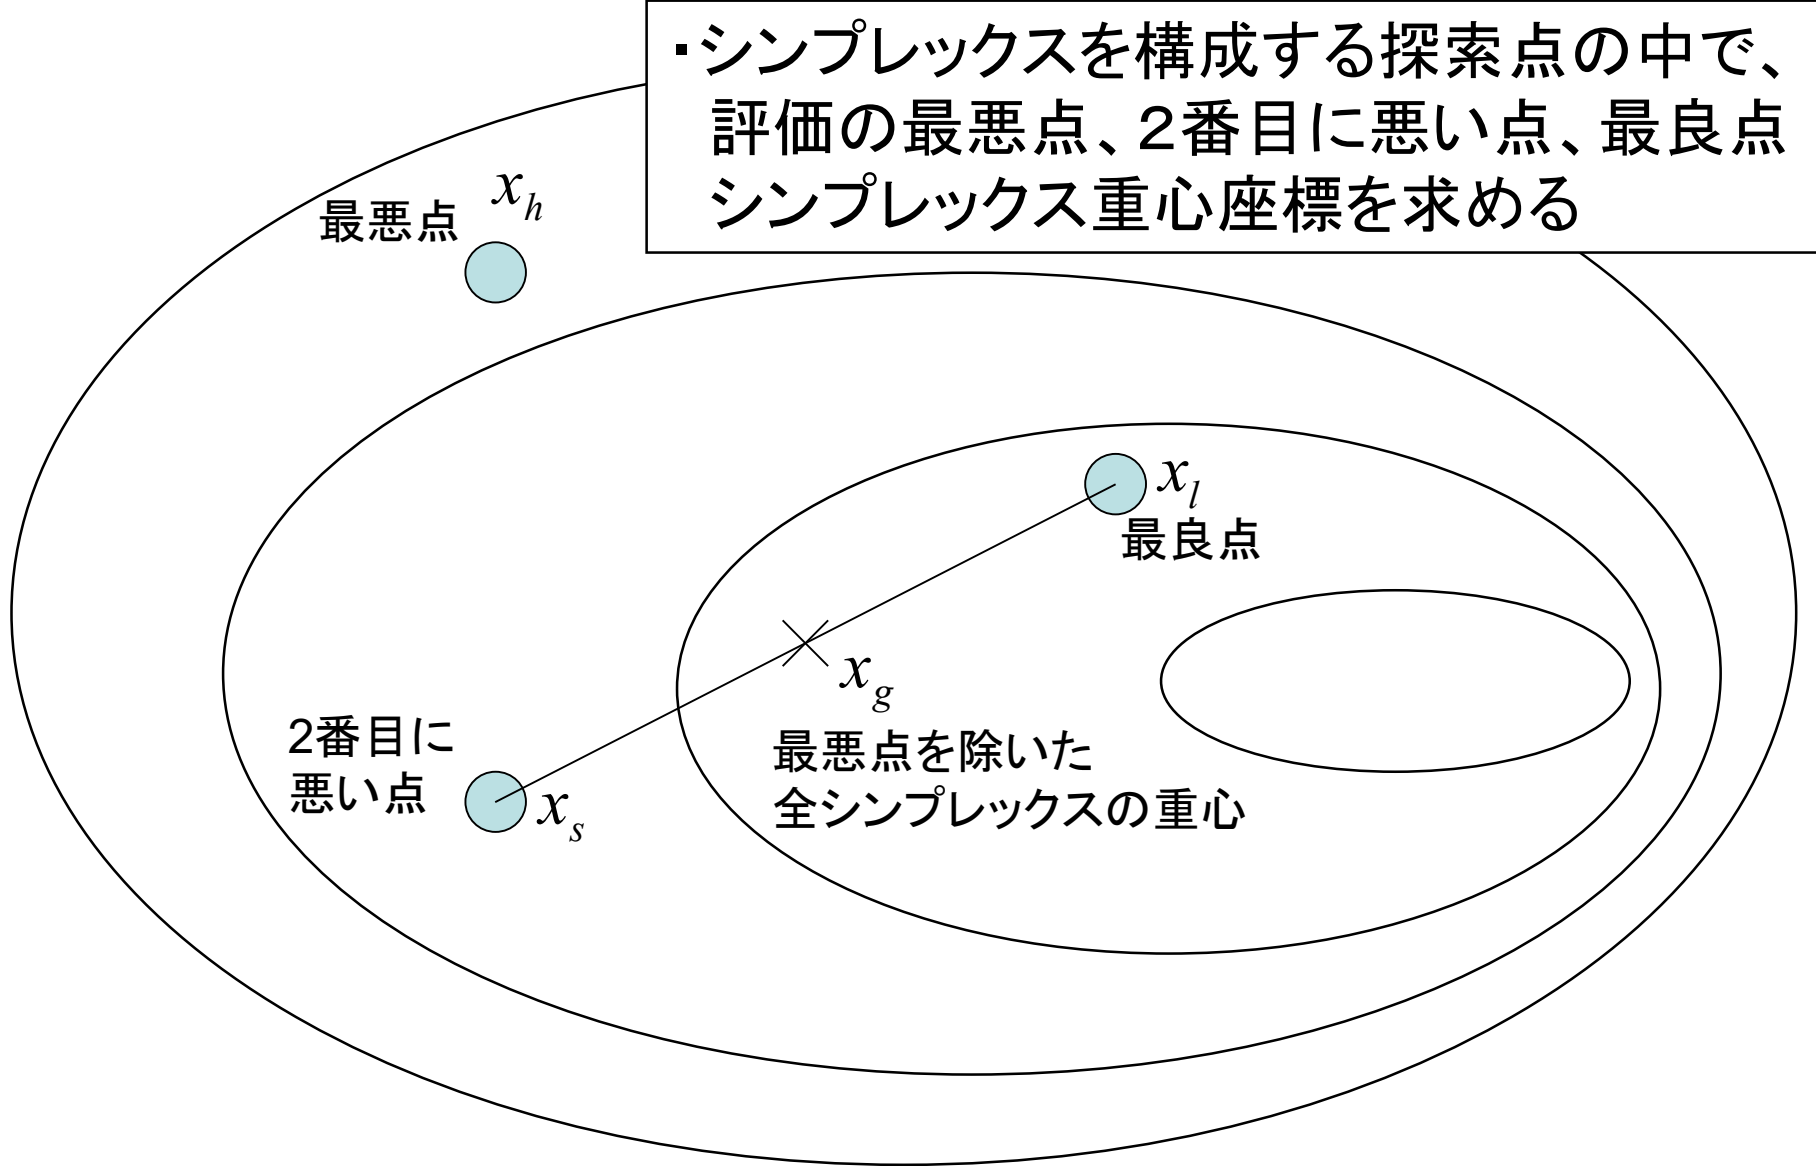 ・シンプレックスを構成する探索点の中で、
評価の最悪点、２番目に悪い点、最良点
シンプレックス重心座標を求める
最悪点
x_h
x_l
最良点
x_g
最悪点を除いた
全シンプレックスの重心
2番目に
悪い点
x_s